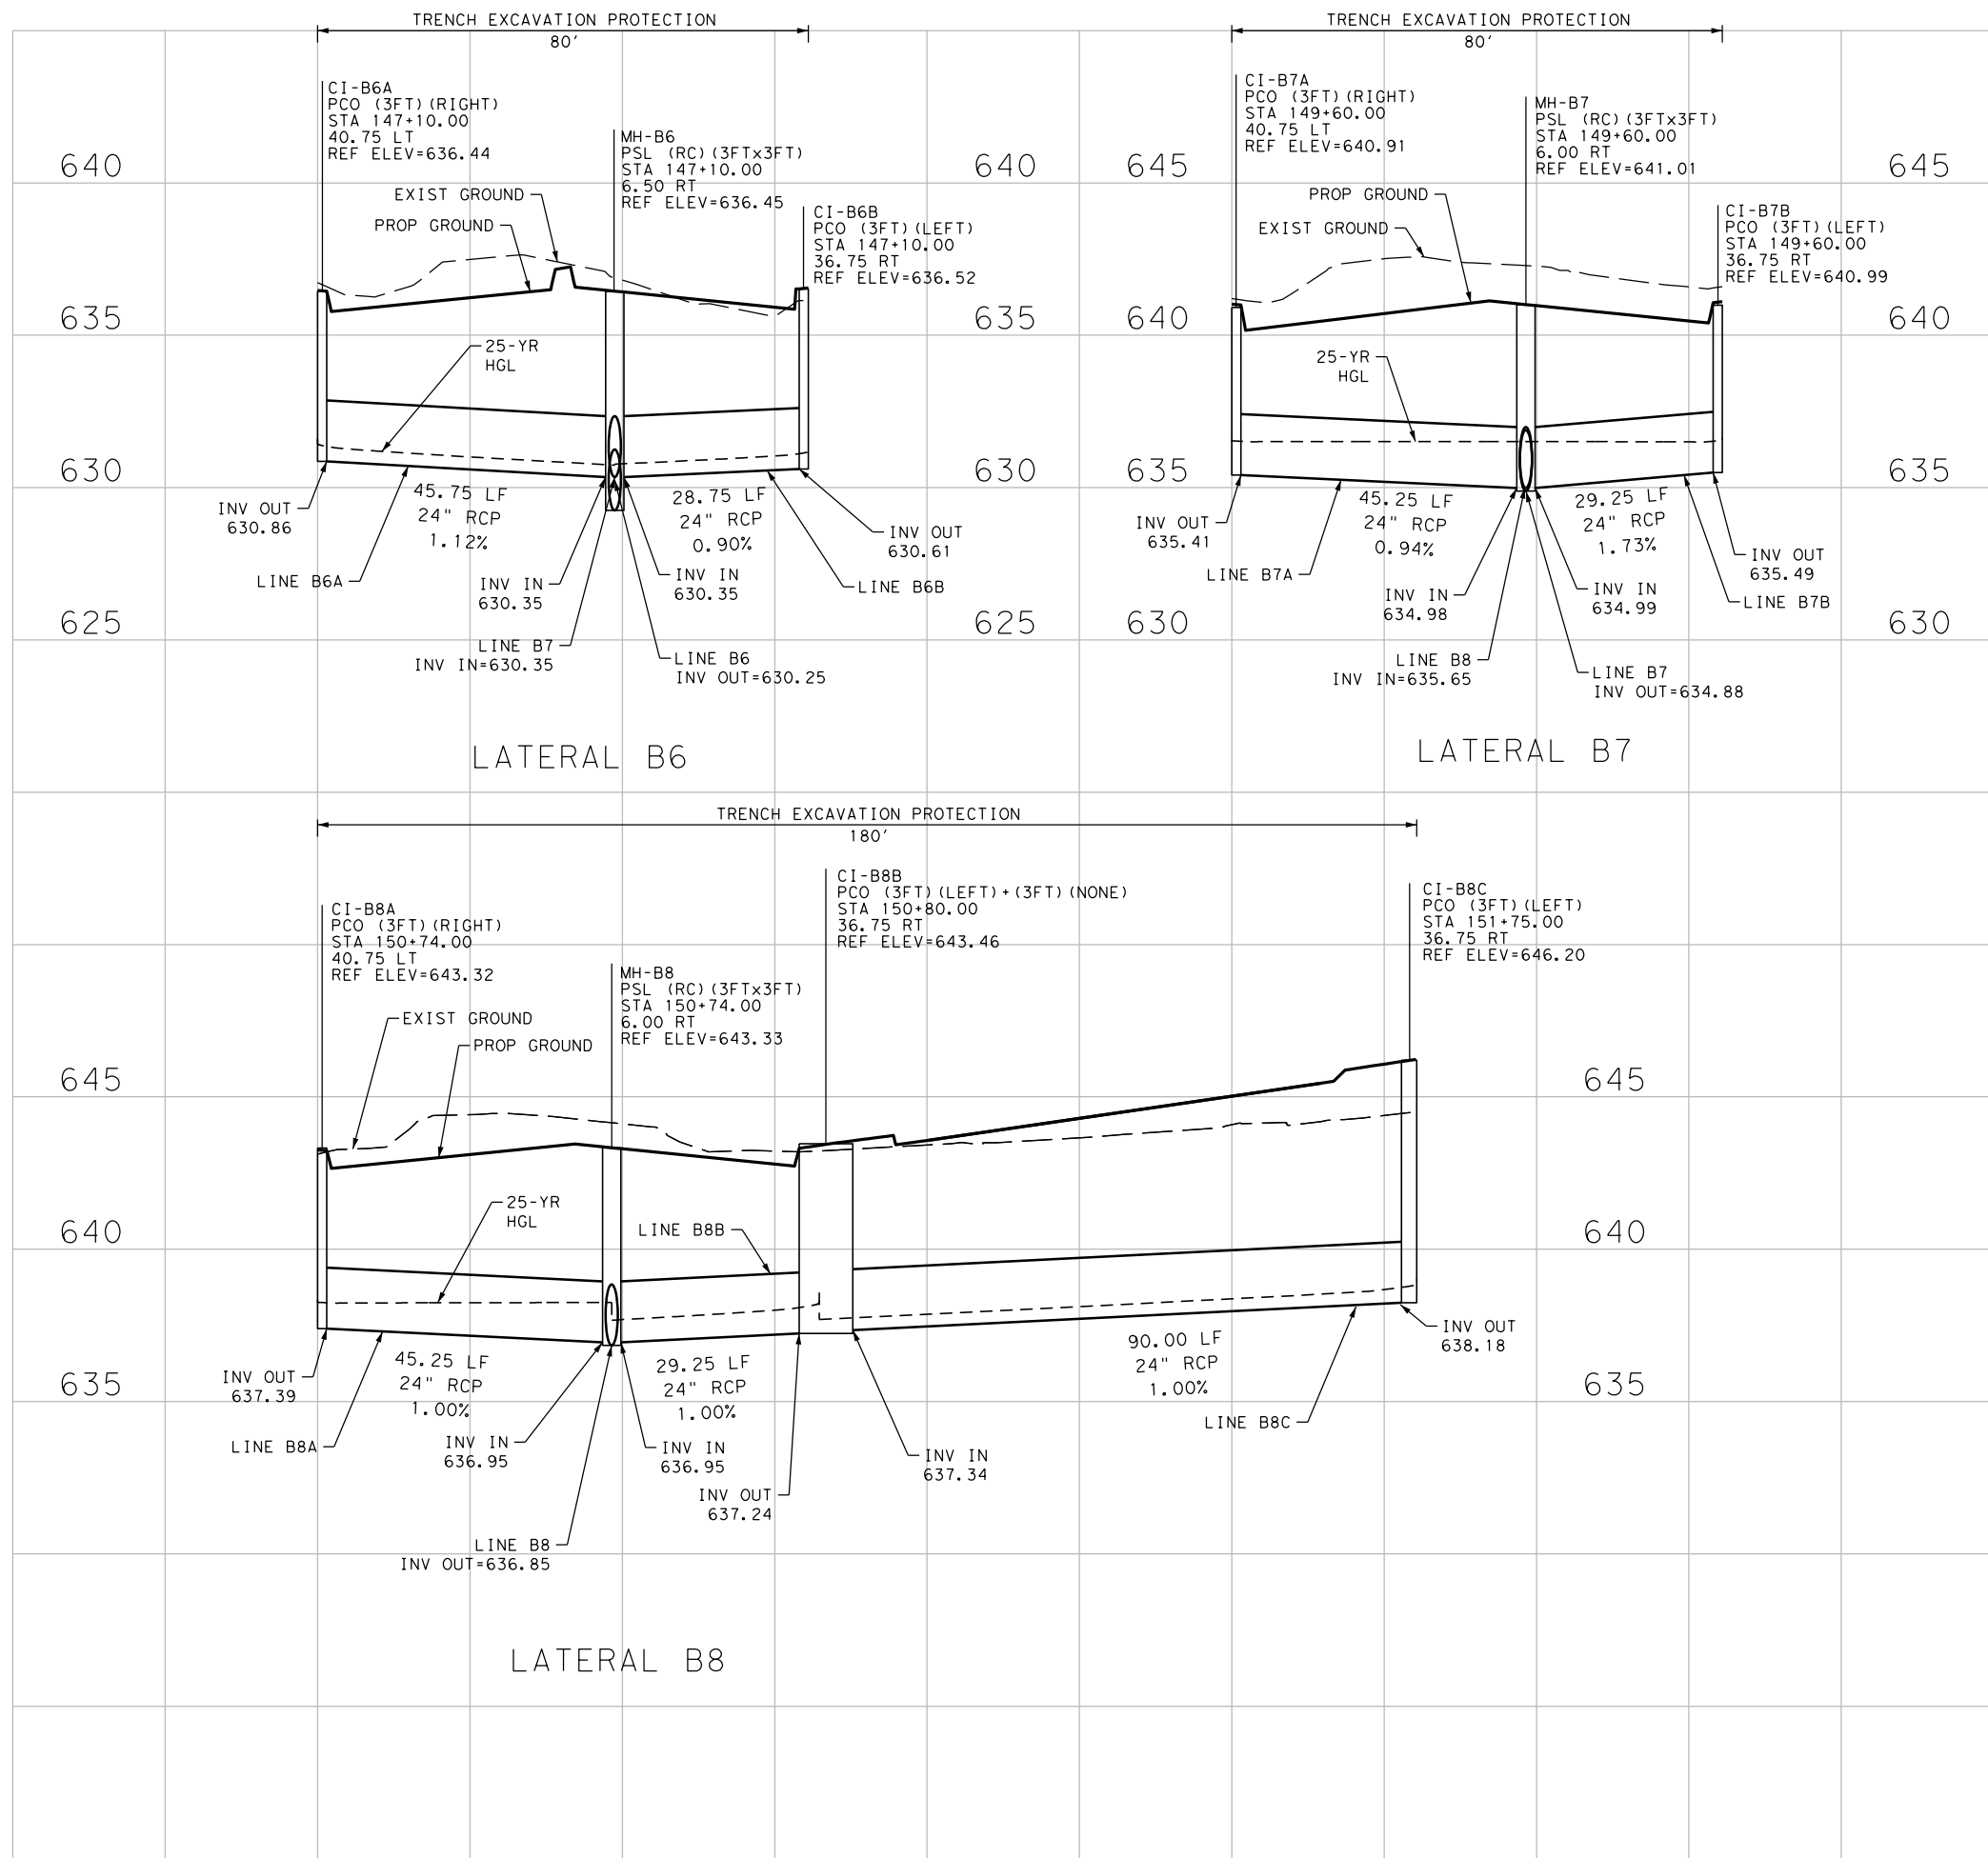 TRENCH EXCAVATION PROTECTION
80'
CI-B6A
PCO (3FT)(RIGHT)
STA 147+10.00
40.75 LT
REF ELEV=636.44
MH-B6
PSL (RC)(3FTx3FT)
STA 147+10.00
6.50 RT
REF ELEV=636.45
CI-B6B
PCO (3FT)(LEFT)
STA 147+10.00
36.75 RT
REF ELEV=636.52
EXIST GROUND
PROP GROUND
25-YR
HGL
640
635
630
625
640
635
630
625
INV OUT
630.86
45.75 LF
24" RCP
1.12%
28.75 LF
24" RCP
0.90%
INV OUT
630.61
LINE B6A
INV IN
630.35
INV IN
630.35
LINE B6B
LINE B7
INV IN=630.35
LINE B6
INV OUT=630.25
LATERAL B6
TRENCH EXCAVATION PROTECTION
80'
CI-B7A
PCO (3FT)(RIGHT)
STA 149+60.00
40.75 LT
REF ELEV=640.91
MH-B7
PSL (RC)(3FTx3FT)
STA 149+60.00
6.00 RT
REF ELEV=641.01
CI-B7B
PCO (3FT)(LEFT)
STA 149+60.00
36.75 RT
REF ELEV=640.99
PROP GROUND
EXIST GROUND
25-YR
HGL
645
640
635
630
645
640
635
630
INV OUT
635.41
45.25 LF
24" RCP
0.94%
29.25 LF
24" RCP
1.73%
INV OUT
635.49
LINE B7A
INV IN
634.98
INV IN
634.99
LINE B7B
LINE B8
INV IN=635.65
LINE B7
INV OUT=634.88
LATERAL B7
TRENCH EXCAVATION PROTECTION
180'
CI-B8A
PCO (3FT)(RIGHT)
STA 150+74.00
40.75 LT
REF ELEV=643.32
MH-B8
PSL (RC)(3FTx3FT)
STA 150+74.00
6.00 RT
REF ELEV=643.33
CI-B8B
PCO (3FT)(LEFT)+(3FT)(NONE)
STA 150+80.00
36.75 RT
REF ELEV=643.46
CI-B8C
PCO (3FT)(LEFT)
STA 151+75.00
36.75 RT
REF ELEV=646.20
EXIST GROUND
PROP GROUND
25-YR
HGL
LINE B8B
645
640
635
645
640
635
INV OUT
637.39
45.25 LF
24" RCP
1.00%
29.25 LF
24" RCP
1.00%
90.00 LF
24" RCP
1.00%
INV OUT
638.18
LINE B8A
INV IN
636.95
INV IN
636.95
INV OUT
637.24
INV IN
637.34
LINE B8C
LINE B8
INV OUT=636.85
LATERAL B8